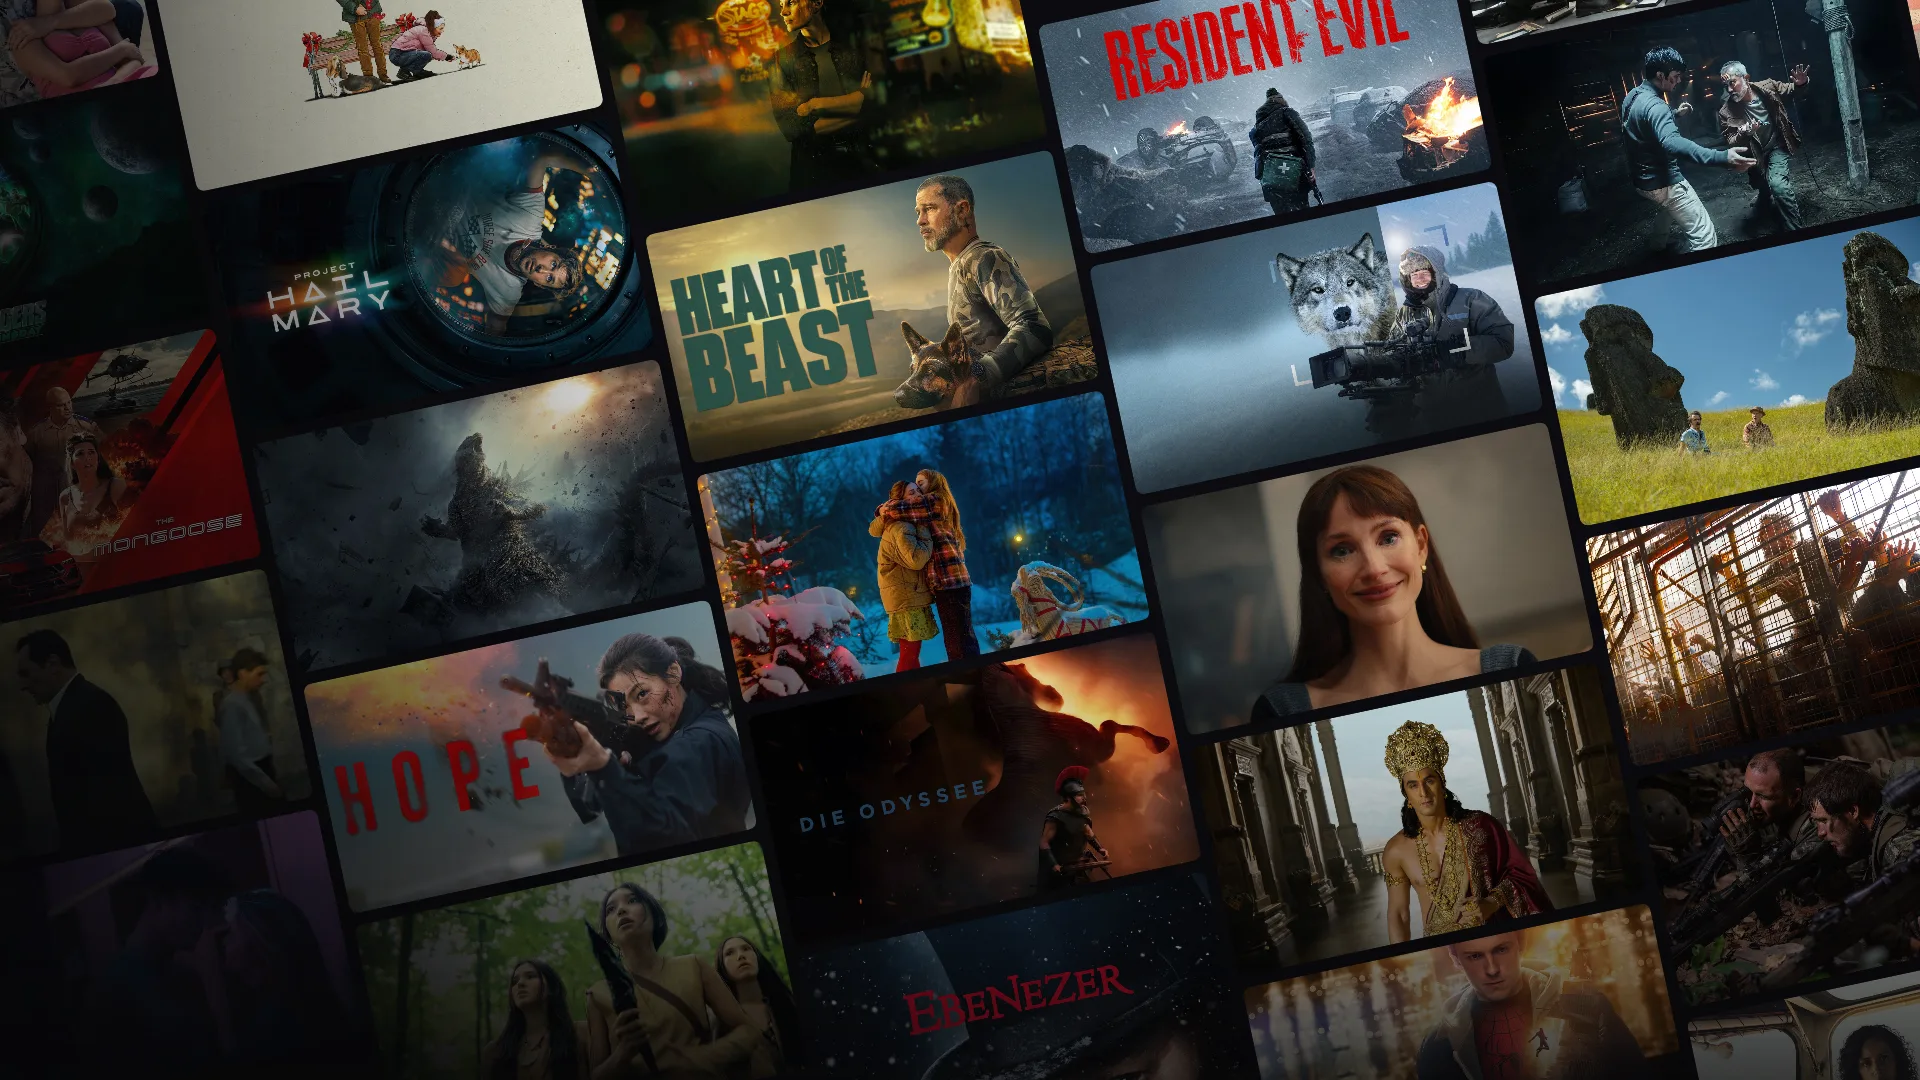 RESIDENT EVIL
PROJECT
HAIL
MARY
HEART OF THE
BEAST
THE
MONGOOSE
HOPE
DIE ODYSSEE
EBENEZER